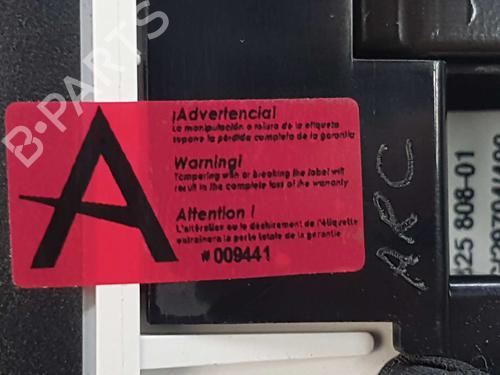 B-PARTS
A
¡Advertencia!
La manipulación o rotura de la etiqueta
supone la pérdida completa de la garantía
Warning!
Tampering with or breaking the label will
result in the complete loss of the warranty
Attention !
L'altération ou le déchirement de l'étiquette
entraînera la perte totale de la garantie
# 009441
ARC
825 808-01